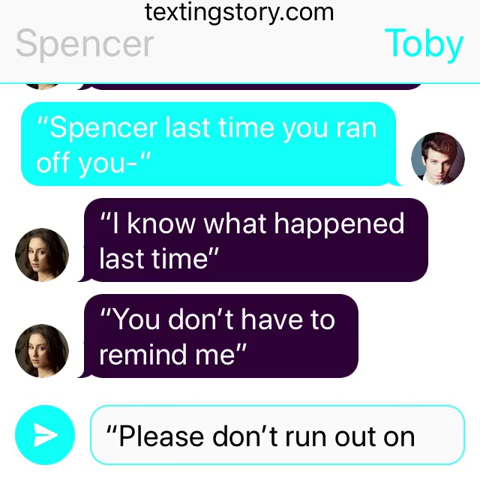 textingstory.com
Spencer
Toby
“Spencer last time you ran
off you-“
“I know what happened
last time”
“You don’t have to
remind me”
“Please don’t run out on